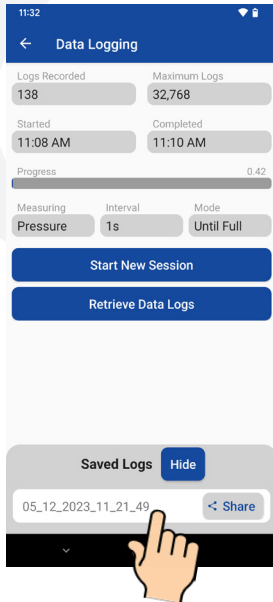 11:32
Data Logging
Logs Recorded Maximum Logs
138 32,768
Started Completed
11:08 AM 11:10 AM
Progress 0.42
Measuring Interval Mode
Pressure 1s Until Full
Start New Session
Retrieve Data Logs
Saved Logs Hide
05_12_2023_11_21_49 Share